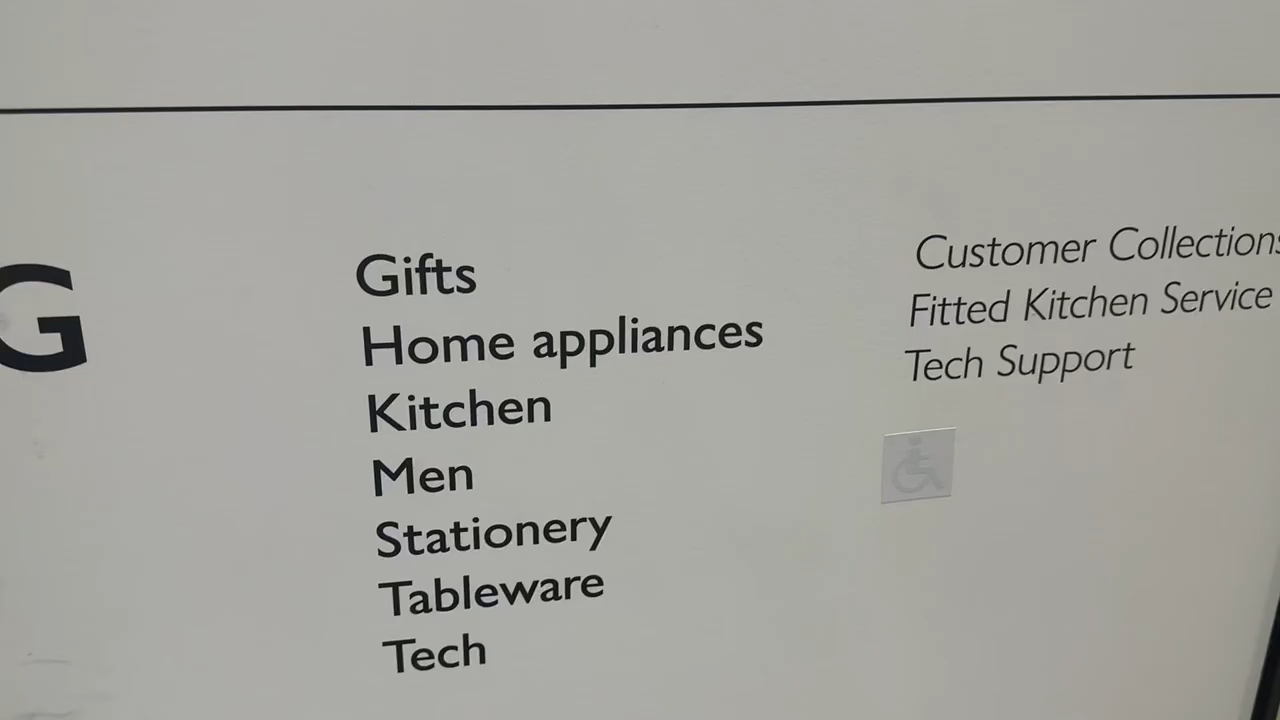 G
Gifts
Home appliances
Kitchen
Men
Stationery
Tableware
Tech
Customer Collections
Fitted Kitchen Service
Tech Support